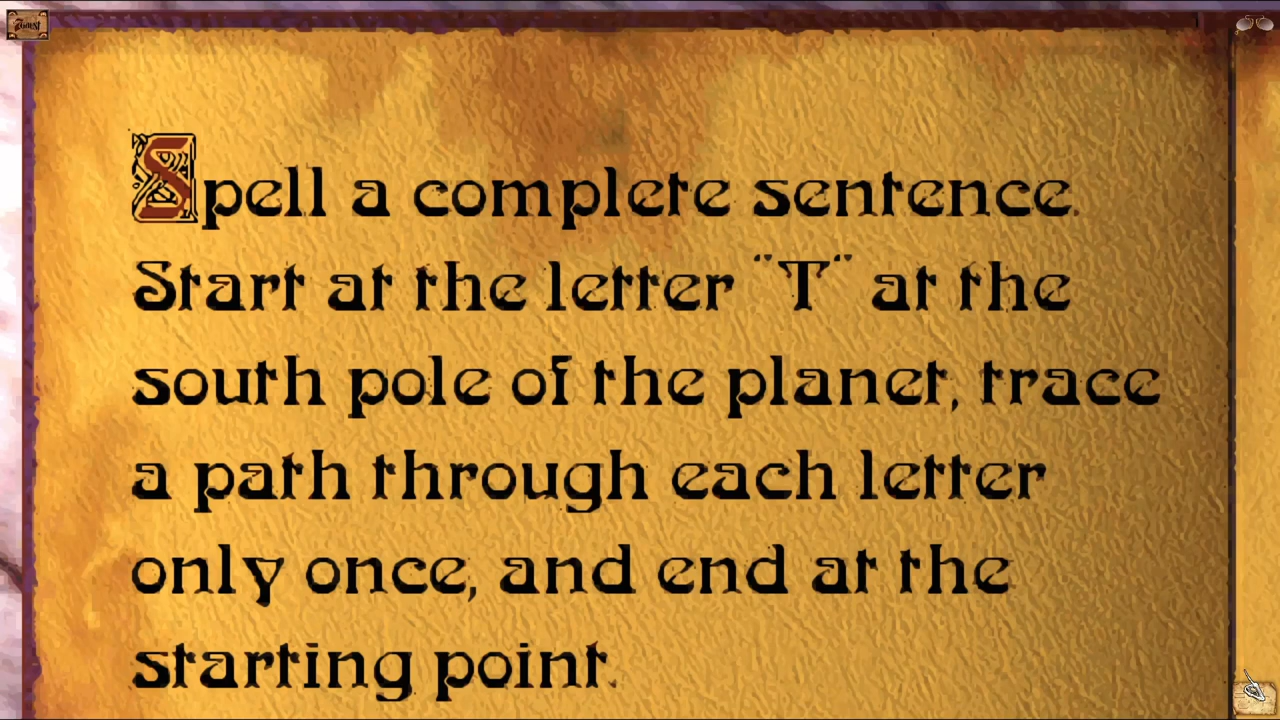 Spell a complete sentence.
Start at the letter "T" at the
south pole of the planet, trace
a path through each letter
only once, and end at the
starting point.